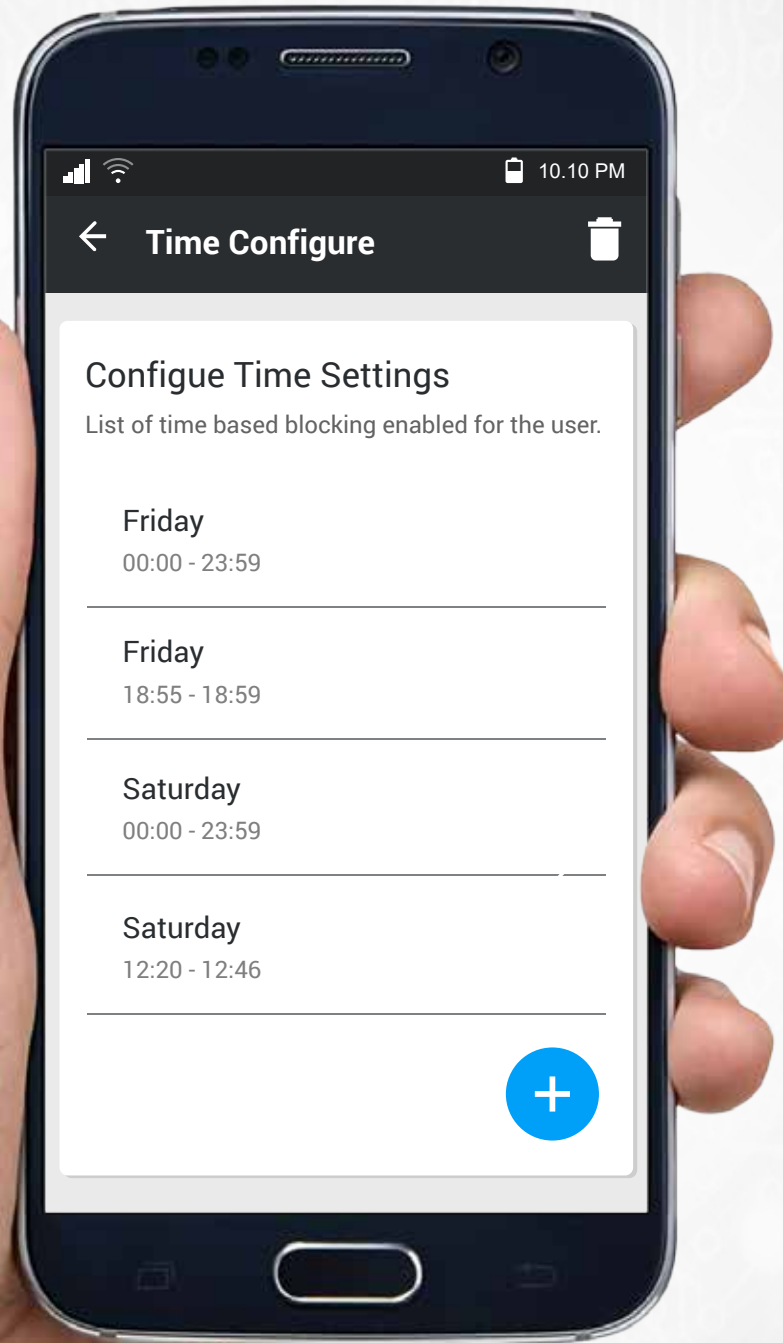 10.10 PM
Time Configure
Configue Time Settings
List of time based blocking enabled for the user.
Friday
00:00 - 23:59
Friday
18:55 - 18:59
Saturday
00:00 - 23:59
Saturday
12:20 - 12:46